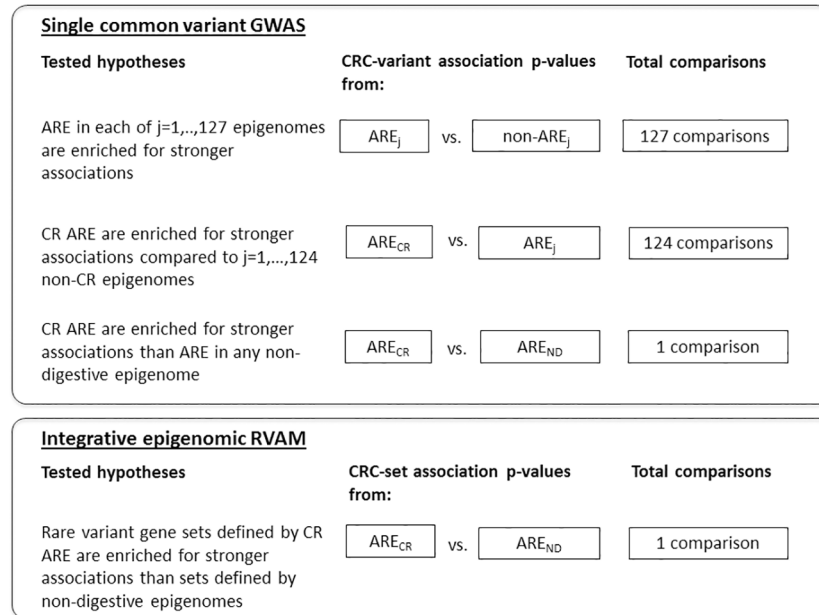 Single common variant GWAS
Tested hypotheses
CRC-variant association p-values
from:
Total comparisons
ARE in each of j=1,..,127 epigenomes
are enriched for stronger
associations
AREj vs. non-AREj 127 comparisons
CR ARE are enriched for stronger
associations compared to j=1,...,124
non-CR epigenomes
ARECR vs. AREj 124 comparisons
CR ARE are enriched for stronger
associations than ARE in any non-
digestive epigenome
ARECR vs. AREND 1 comparison
Integrative epigenomic RVAM
Tested hypotheses
CRC-set association p-values
from:
Total comparisons
Rare variant gene sets defined by CR
ARE are enriched for stronger
associations than sets defined by
non-digestive epigenomes
ARECR vs. AREND 1 comparison